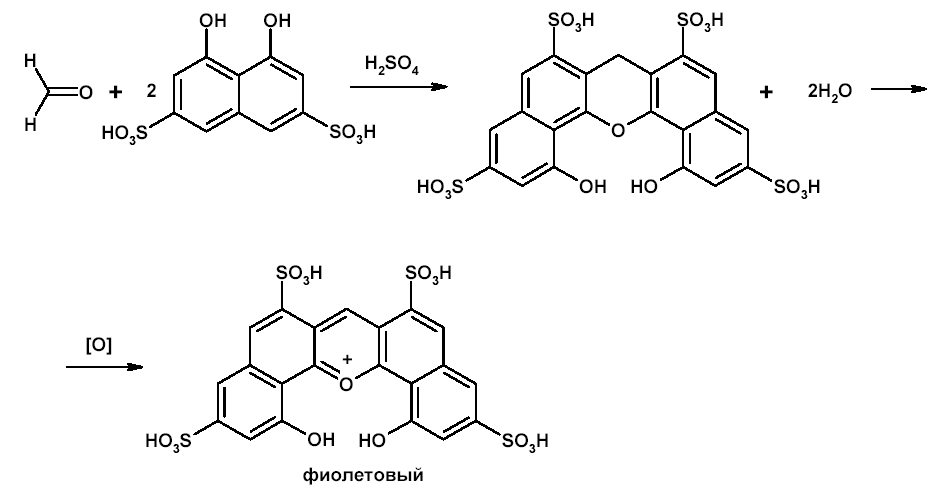 H
H
O
+
2
OH OH
HO₃S SO₃H
H₂SO₄
SO₃H SO₃H
O
HO₃S OH HO SO₃H
+
2H₂O
[O]
SO₃H SO₃H
+
O
HO₃S OH HO SO₃H
фиолетовый